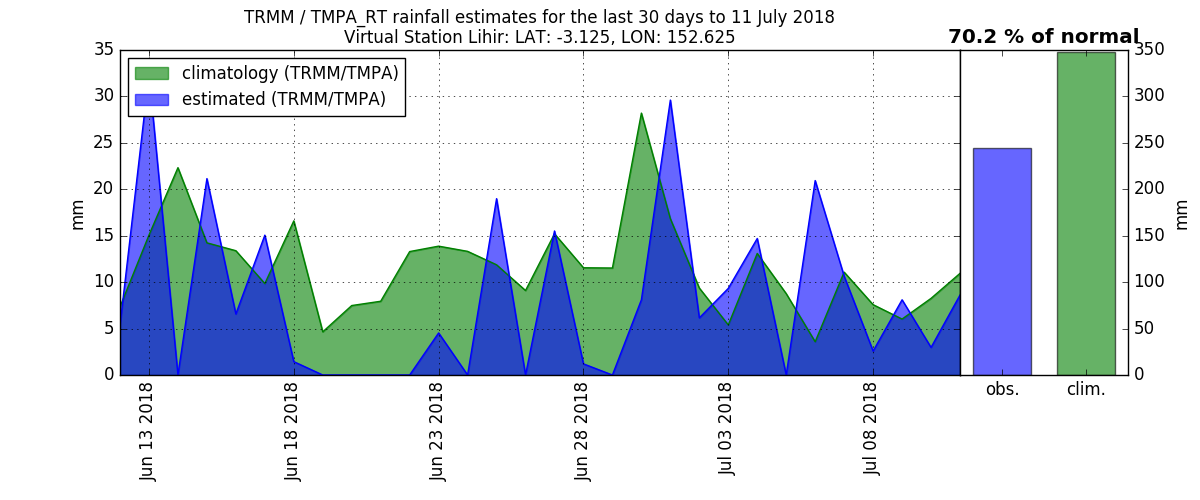 TRMM / TMPA_RT rainfall estimates for the last 30 days to 11 July 2018
Virtual Station Lihir: LAT: -3.125, LON: 152.625
70.2 % of normal
climatology (TRMM/TMPA)
estimated (TRMM/TMPA)
35
30
25
20
15
10
5
0
mm
350
300
250
200
150
100
50
0
mm
Jun 13 2018
Jun 18 2018
Jun 23 2018
Jun 28 2018
Jul 03 2018
Jul 08 2018
obs.
clim.